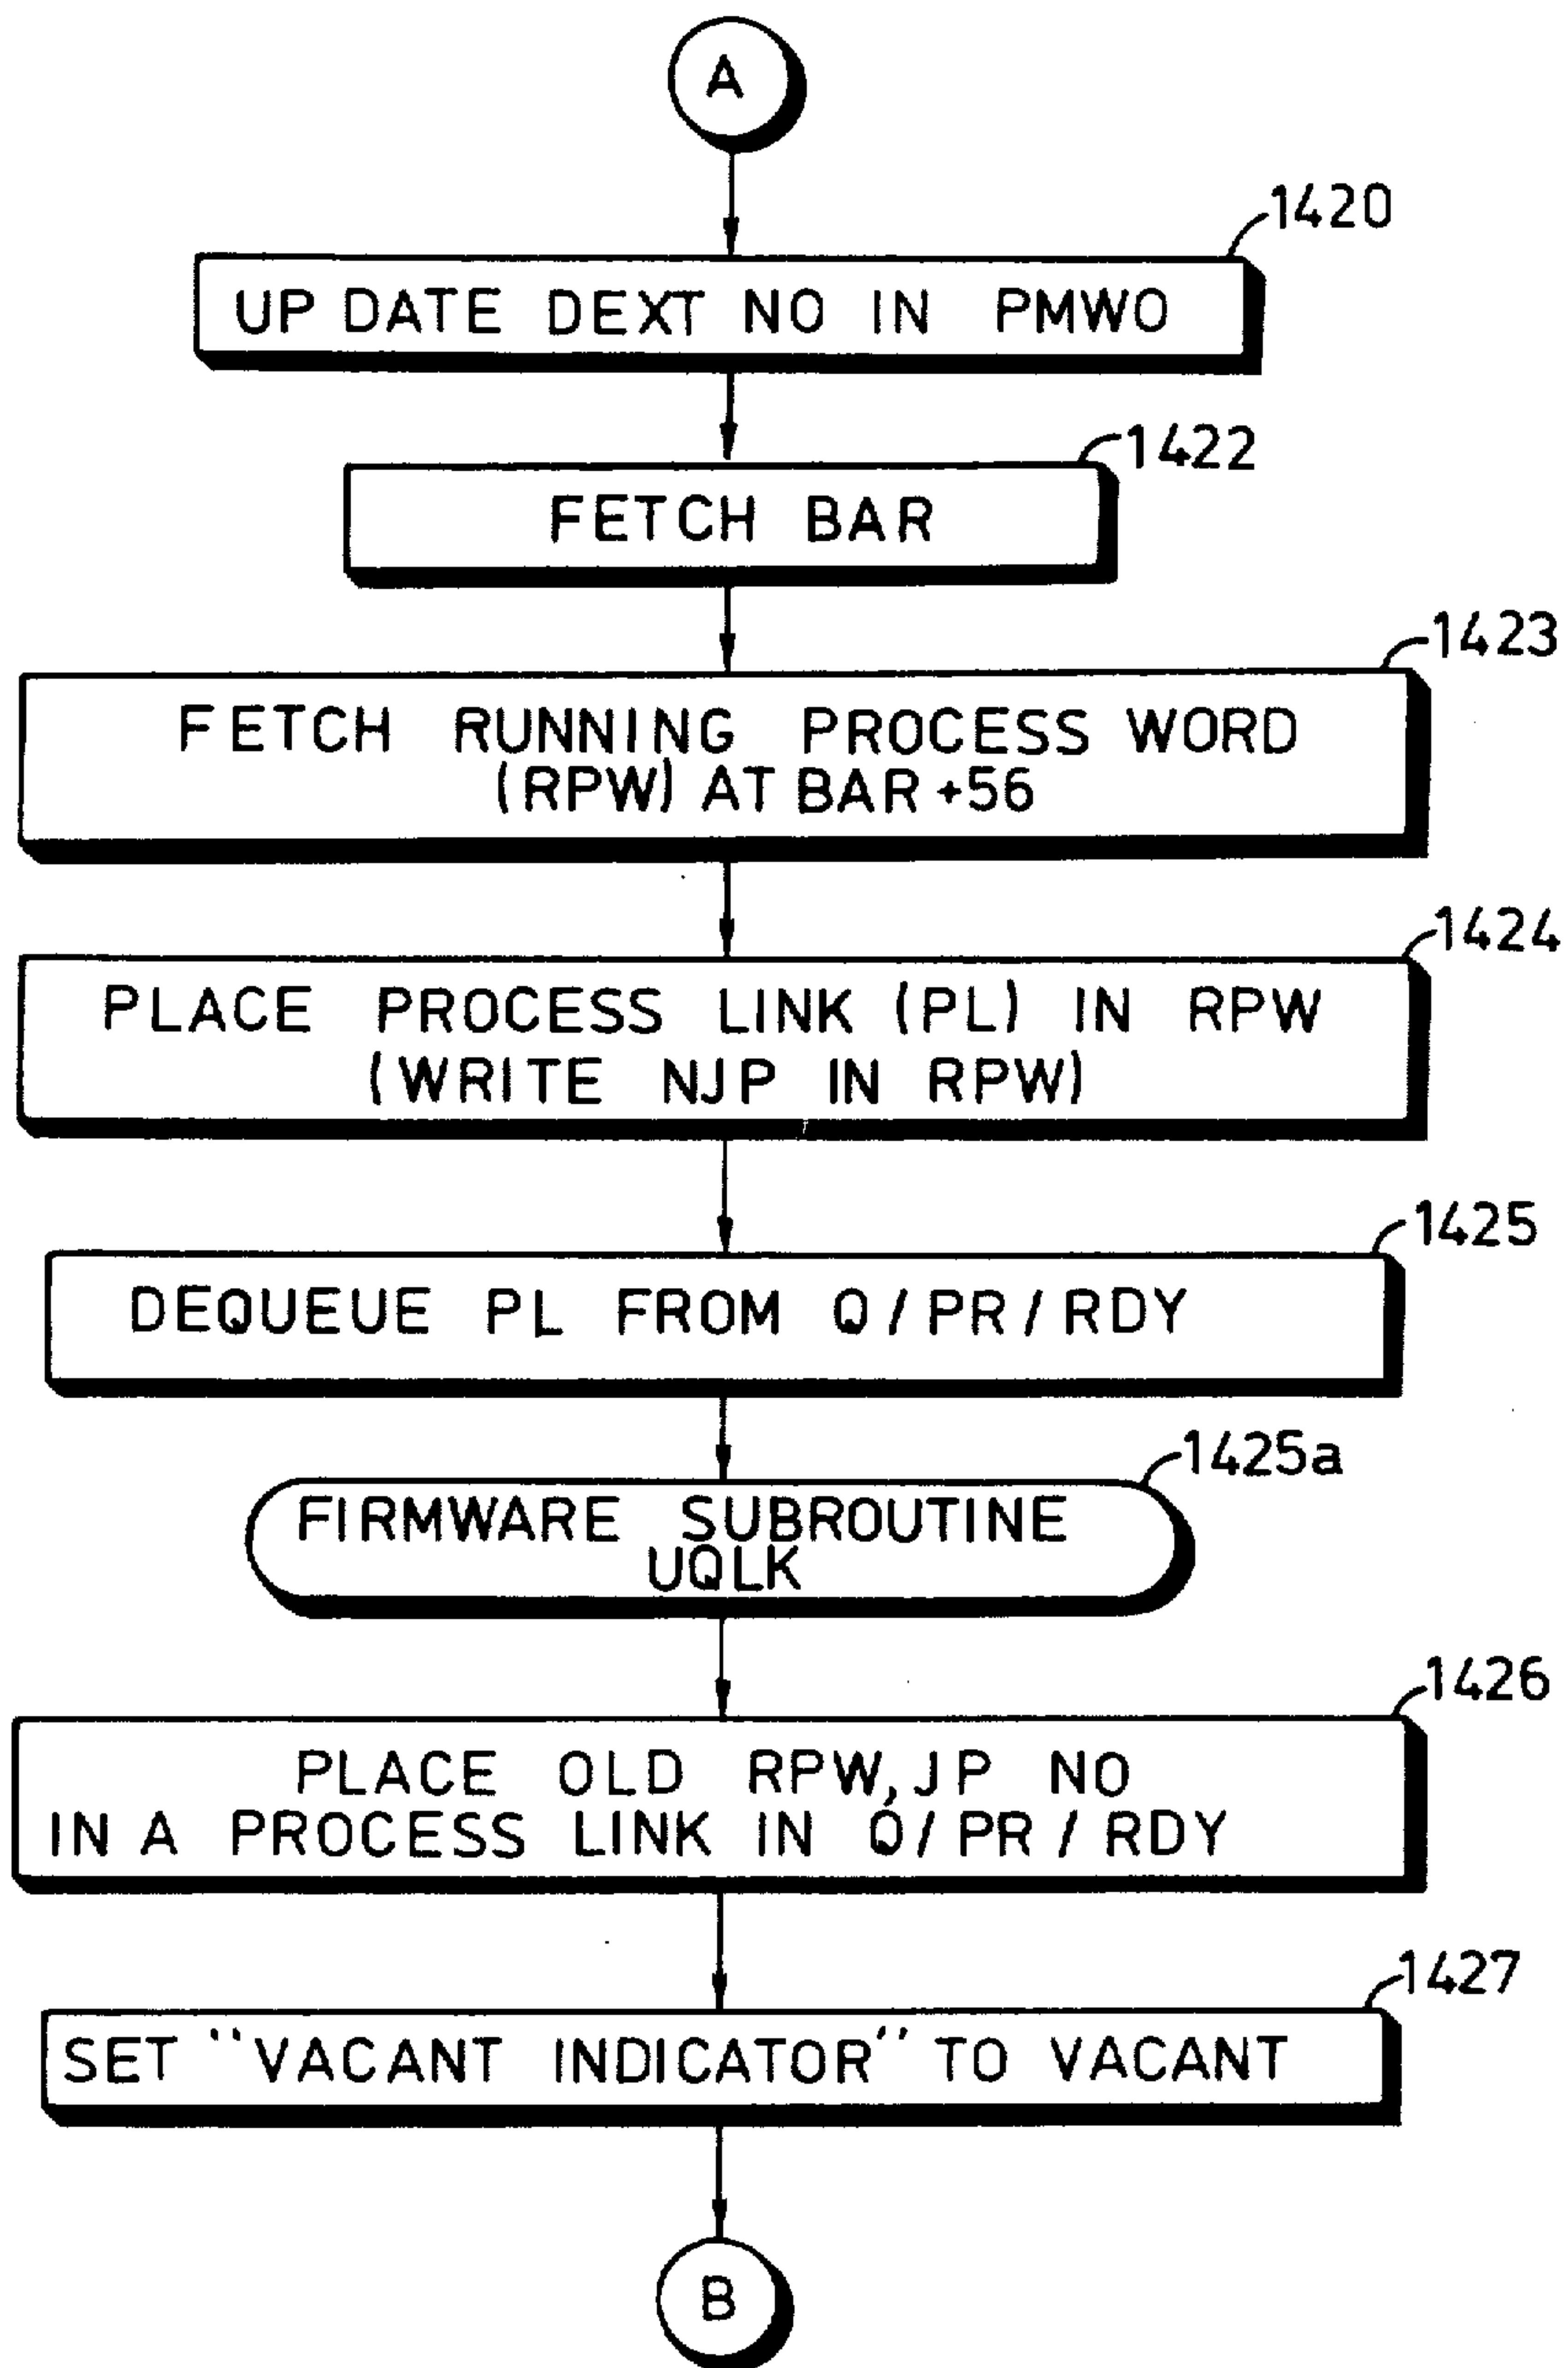 A
1420
UP DATE DEXT NO IN PMWO
1422
FETCH BAR
1423
FETCH RUNNING PROCESS WORD
(RPW) AT BAR +56
1424
PLACE PROCESS LINK (PL) IN RPW
(WRITE NJP IN RPW)
1425
DEQUEUE PL FROM Q/PR/RDY
1425a
FIRMWARE SUBROUTINE
UQLK
1426
PLACE OLD RPW, JP NO
IN A PROCESS LINK IN Q/PR/RDY
1427
SET "VACANT INDICATOR" TO VACANT
B